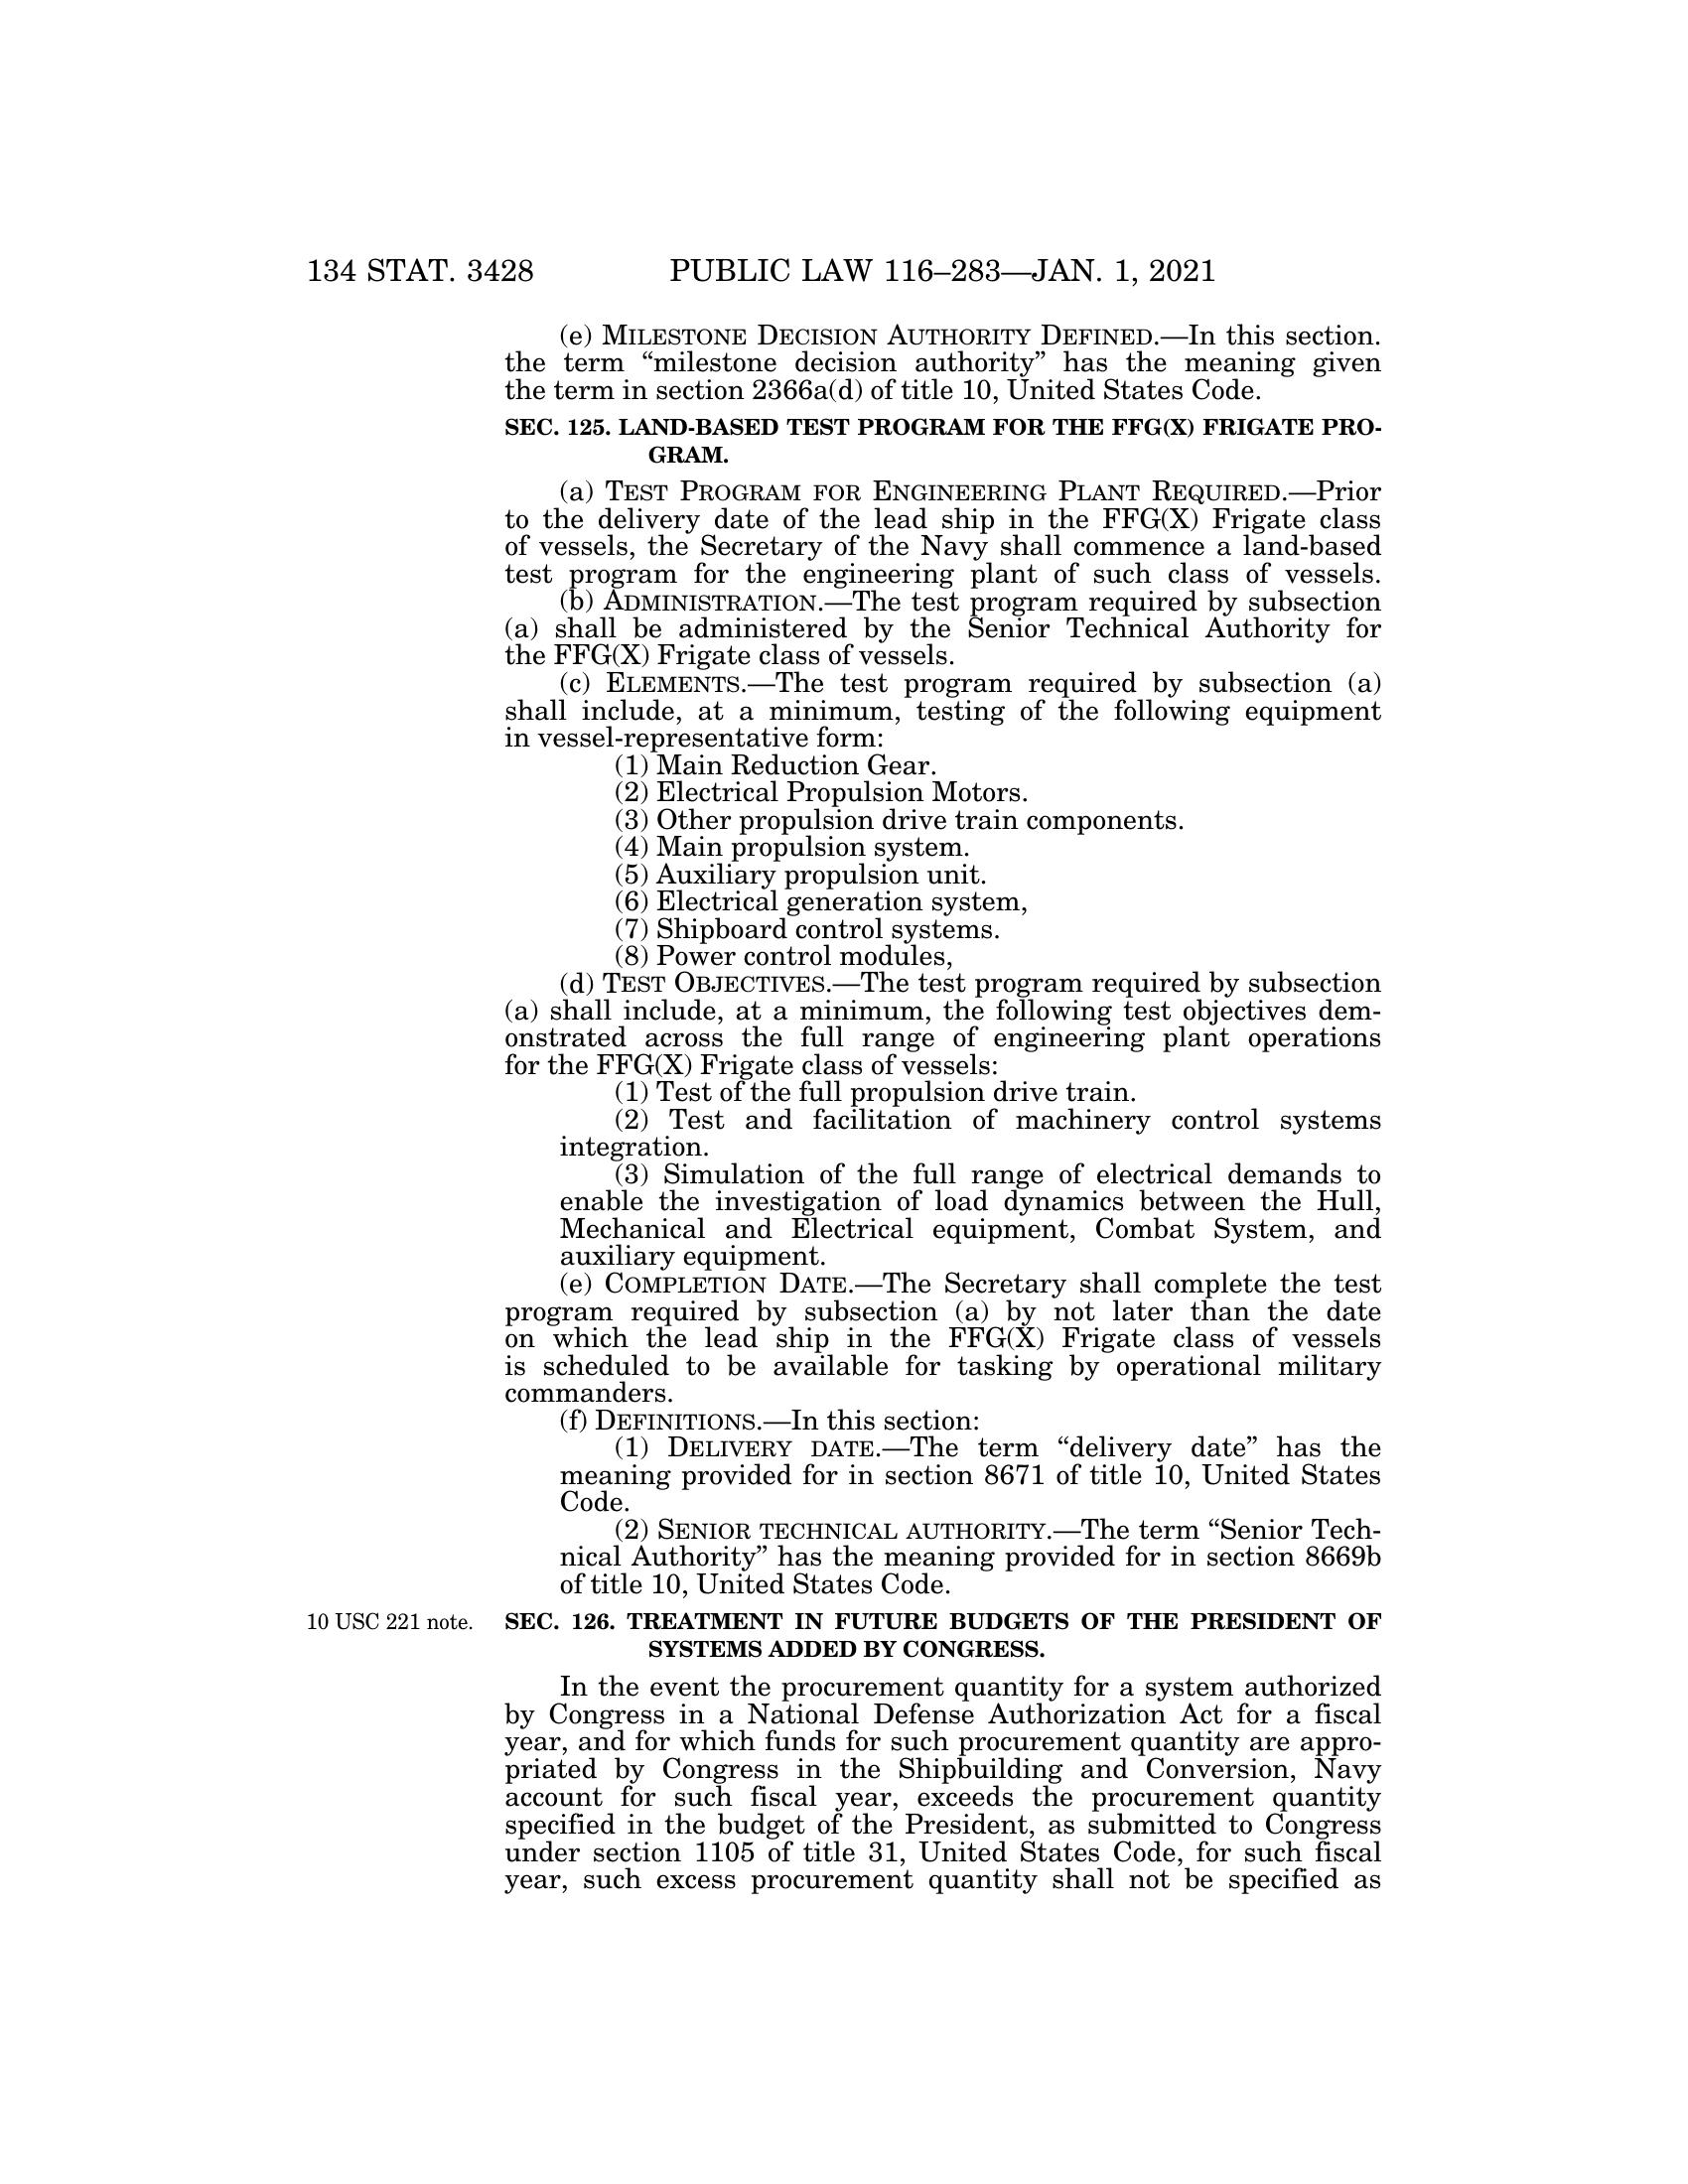 134 STAT. 3428 PUBLIC LAW 116–283—JAN. 1, 2021
(e) MILESTONE DECISION AUTHORITY DEFINED.—In this section.
the term “milestone decision authority” has the meaning given
the term in section 2366a(d) of title 10, United States Code.
SEC. 125. LAND-BASED TEST PROGRAM FOR THE FFG(X) FRIGATE PRO-
GRAM.
(a) TEST PROGRAM FOR ENGINEERING PLANT REQUIRED.—Prior
to the delivery date of the lead ship in the FFG(X) Frigate class
of vessels, the Secretary of the Navy shall commence a land-based
test program for the engineering plant of such class of vessels.
(b) ADMINISTRATION.—The test program required by subsection
(a) shall be administered by the Senior Technical Authority for
the FFG(X) Frigate class of vessels.
(c) ELEMENTS.—The test program required by subsection (a)
shall include, at a minimum, testing of the following equipment
in vessel-representative form:
(1) Main Reduction Gear.
(2) Electrical Propulsion Motors.
(3) Other propulsion drive train components.
(4) Main propulsion system.
(5) Auxiliary propulsion unit.
(6) Electrical generation system,
(7) Shipboard control systems.
(8) Power control modules,
(d) TEST OBJECTIVES.—The test program required by subsection
(a) shall include, at a minimum, the following test objectives dem-
onstrated across the full range of engineering plant operations
for the FFG(X) Frigate class of vessels:
(1) Test of the full propulsion drive train.
(2) Test and facilitation of machinery control systems
integration.
(3) Simulation of the full range of electrical demands to
enable the investigation of load dynamics between the Hull,
Mechanical and Electrical equipment, Combat System, and
auxiliary equipment.
(e) COMPLETION DATE.—The Secretary shall complete the test
program required by subsection (a) by not later than the date
on which the lead ship in the FFG(X) Frigate class of vessels
is scheduled to be available for tasking by operational military
commanders.
(f) DEFINITIONS.—In this section:
(1) DELIVERY DATE.—The term “delivery date” has the
meaning provided for in section 8671 of title 10, United States
Code.
(2) SENIOR TECHNICAL AUTHORITY.—The term “Senior Tech-
nical Authority” has the meaning provided for in section 8669b
of title 10, United States Code.
10 USC 221 note. SEC. 126. TREATMENT IN FUTURE BUDGETS OF THE PRESIDENT OF
SYSTEMS ADDED BY CONGRESS.
In the event the procurement quantity for a system authorized
by Congress in a National Defense Authorization Act for a fiscal
year, and for which funds for such procurement quantity are appro-
priated by Congress in the Shipbuilding and Conversion, Navy
account for such fiscal year, exceeds the procurement quantity
specified in the budget of the President, as submitted to Congress
under section 1105 of title 31, United States Code, for such fiscal
year, such excess procurement quantity shall not be specified as